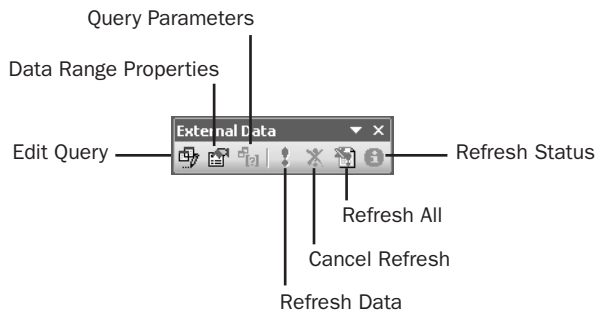 Query Parameters
Data Range Properties
External Data
Edit Query
Refresh Status
Refresh All
Cancel Refresh
Refresh Data